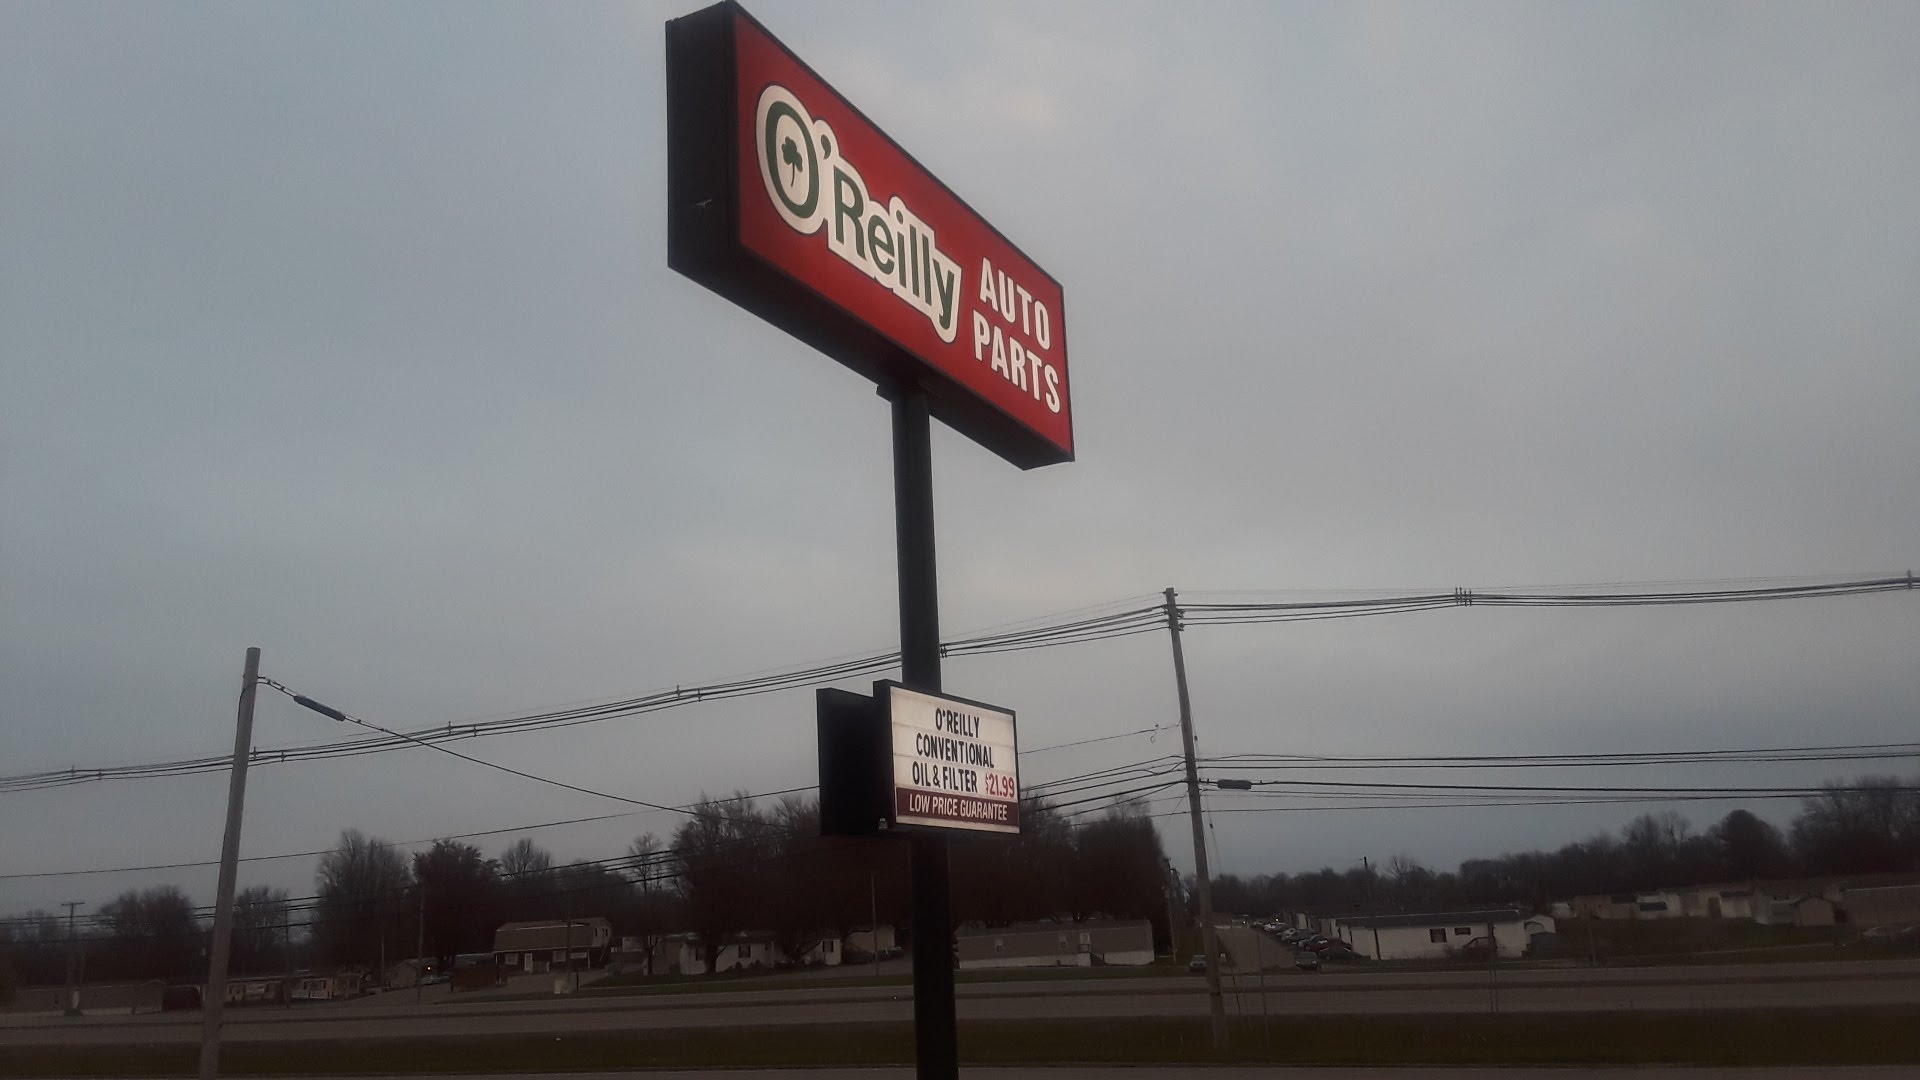 O'Reilly
AUTO
PARTS
O'REILLY
CONVENTIONAL
OIL & FILTER $21.99
LOW PRICE GUARANTEE